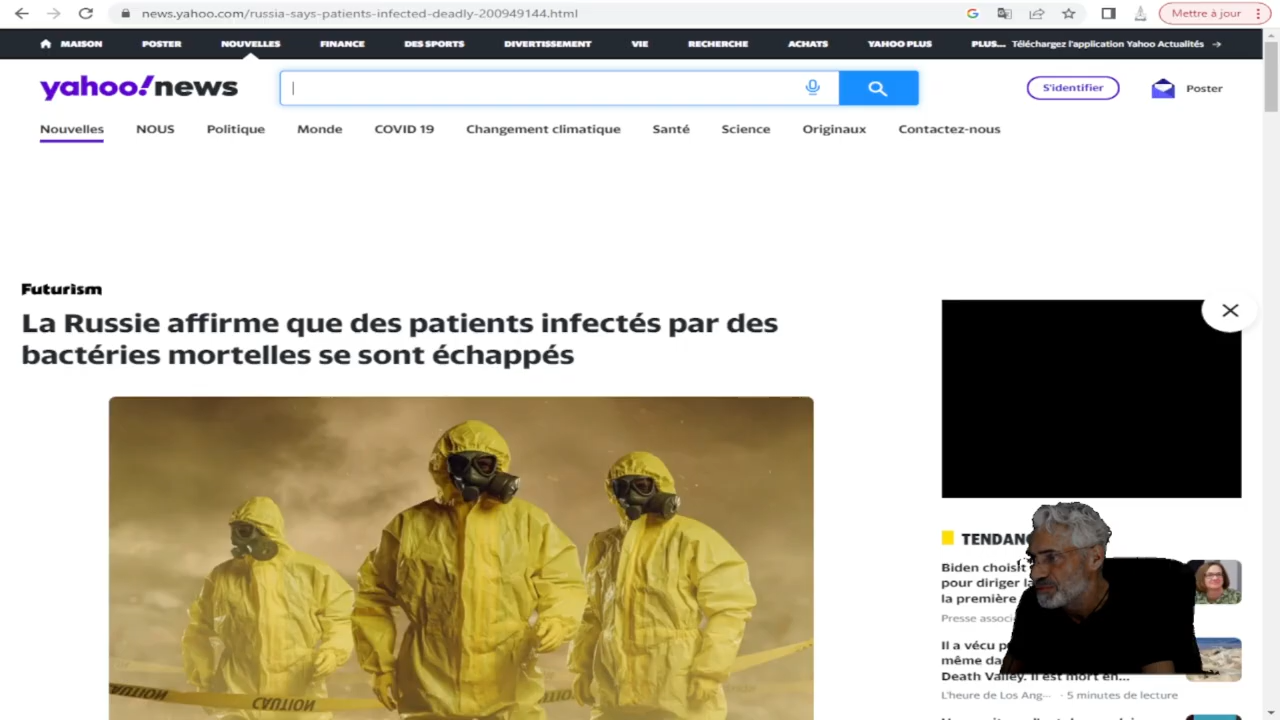 news.yahoo.com/russia-says-patients-infected-deadly-200949144.html
Mettre à jour
MAISON POSTER NOUVELLES FINANCE DES SPORTS DIVERTISSEMENT VIE RECHERCHE ACHATS YAHOO PLUS PLUS... Téléchargez l'application Yahoo Actualités →
yahoo!news
S'identifier
Poster
Nouvelles NOUS Politique Monde COVID 19 Changement climatique Santé Science Originaux Contactez-nous
Futurism
La Russie affirme que des patients infectés par des
bactéries mortelles se sont échappés
CAUTION
CAUTION
Biden choisit
pour diriger
la première
Presse
Il a vécu
même
Death Valley. Il est mort en...
L'heure de Los Ang... · 5 minutes de lecture